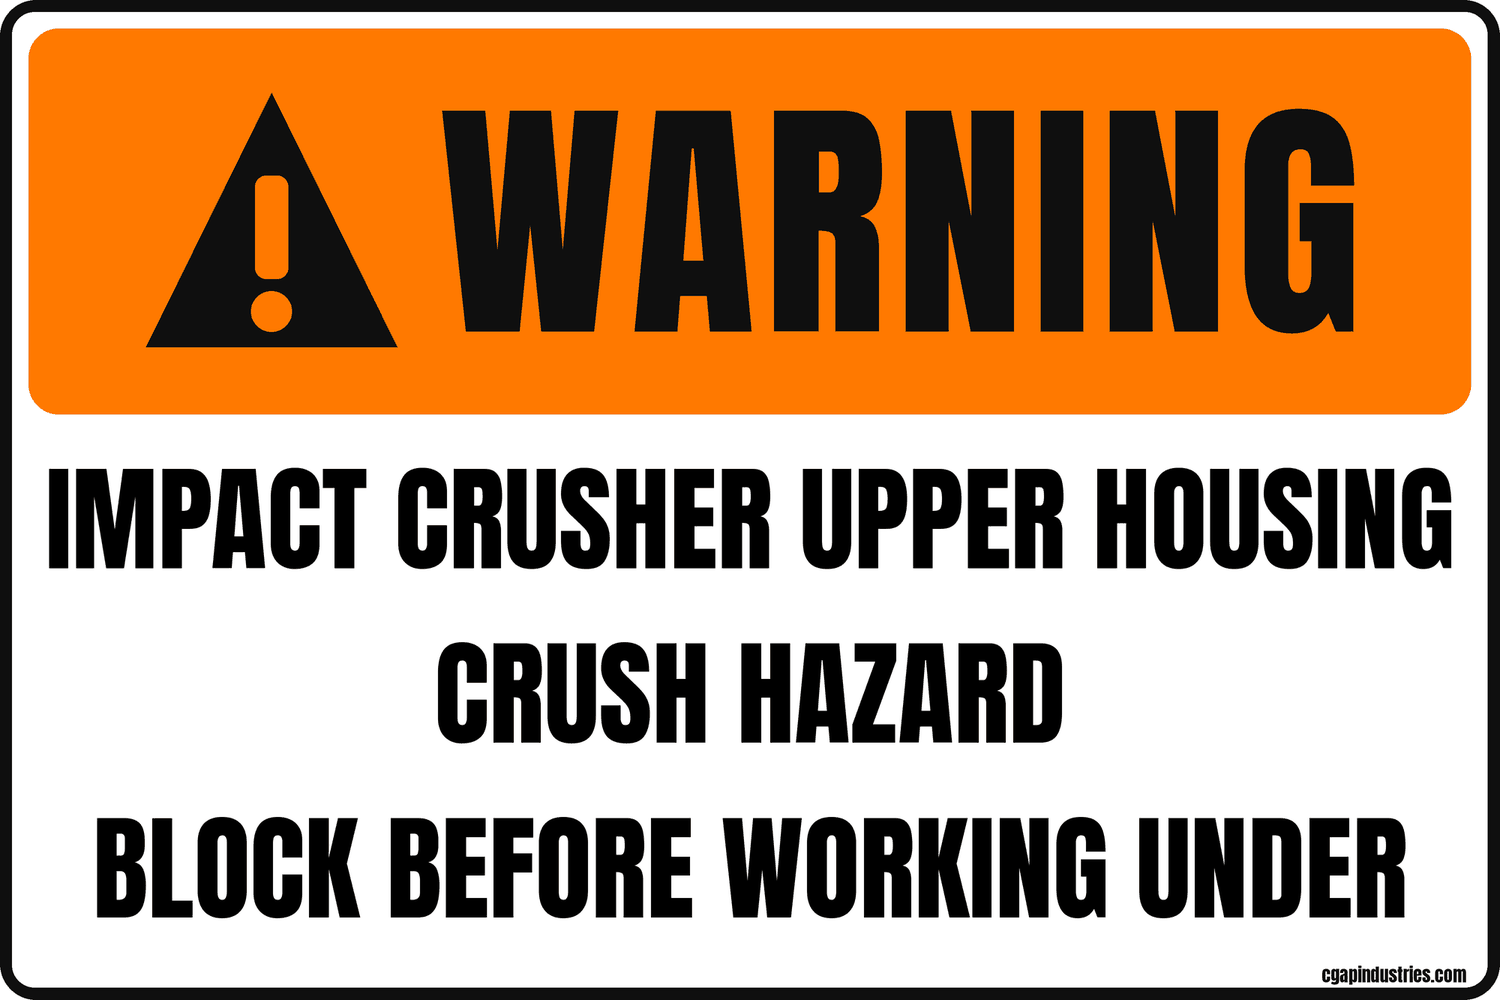 WARNING
IMPACT CRUSHER UPPER HOUSING
CRUSH HAZARD
BLOCK BEFORE WORKING UNDER
cgapindustries.com